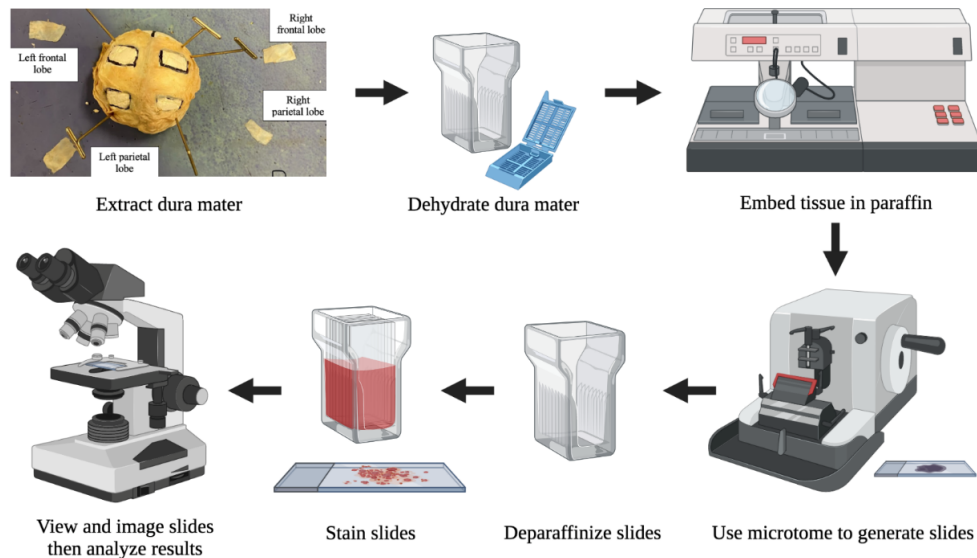 Right
frontal lobe
Left frontal
lobe
Right
parietal lobe
Left parietal
lobe
Extract dura mater
Dehydrate dura mater
Embed tissue in paraffin
View and image slides
then analyze results
Stain slides
Deparaffinize slides
Use microtome to generate slides